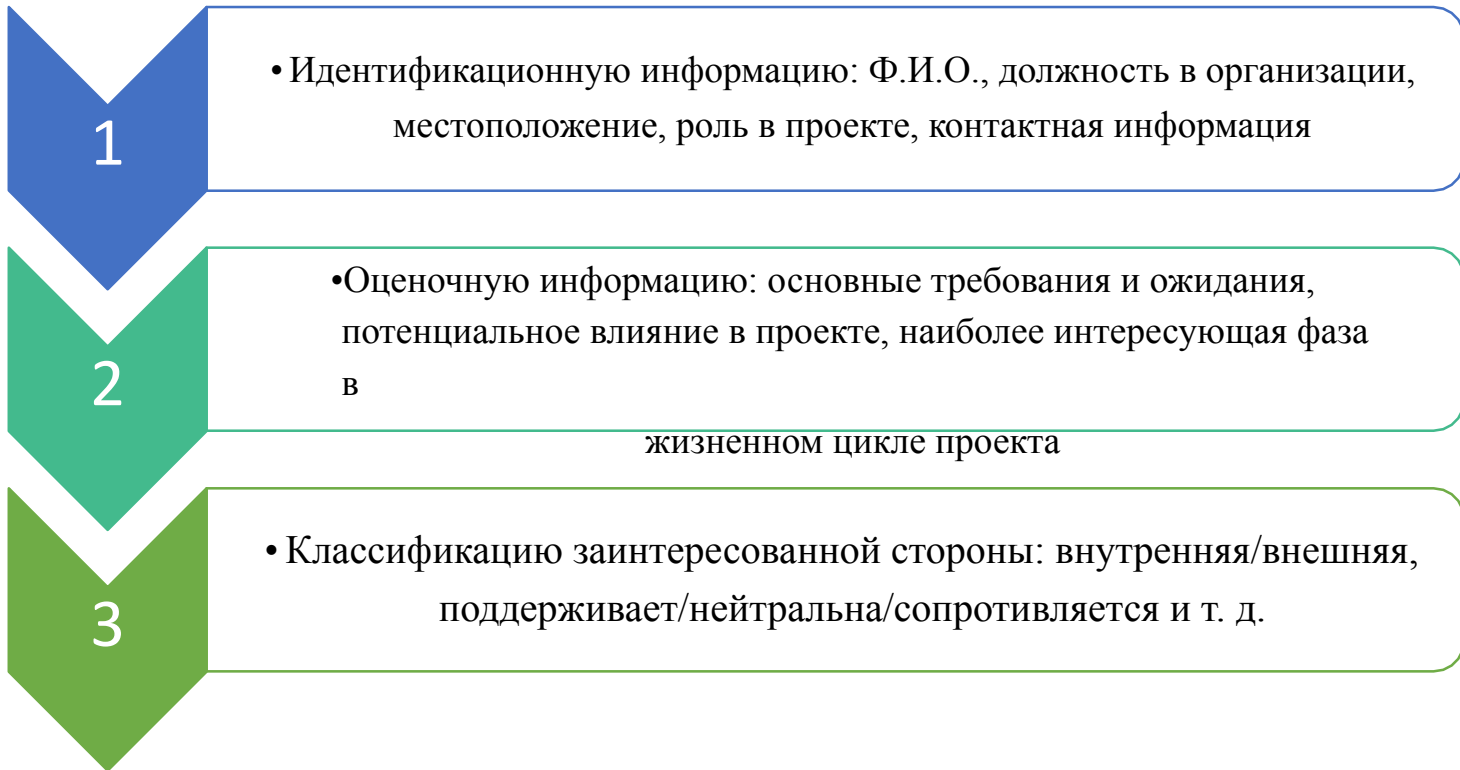 1
• Идентификационную информацию: Ф.И.О., должность в организации,
местоположение, роль в проекте, контактная информация
2
•Оценочную информацию: основные требования и ожидания,
потенциальное влияние в проекте, наиболее интересующая фаза
в
жизненном цикле проекта
3
• Классификацию заинтересованной стороны: внутренняя/внешняя,
поддерживает/нейтральна/сопротивляется и т. д.